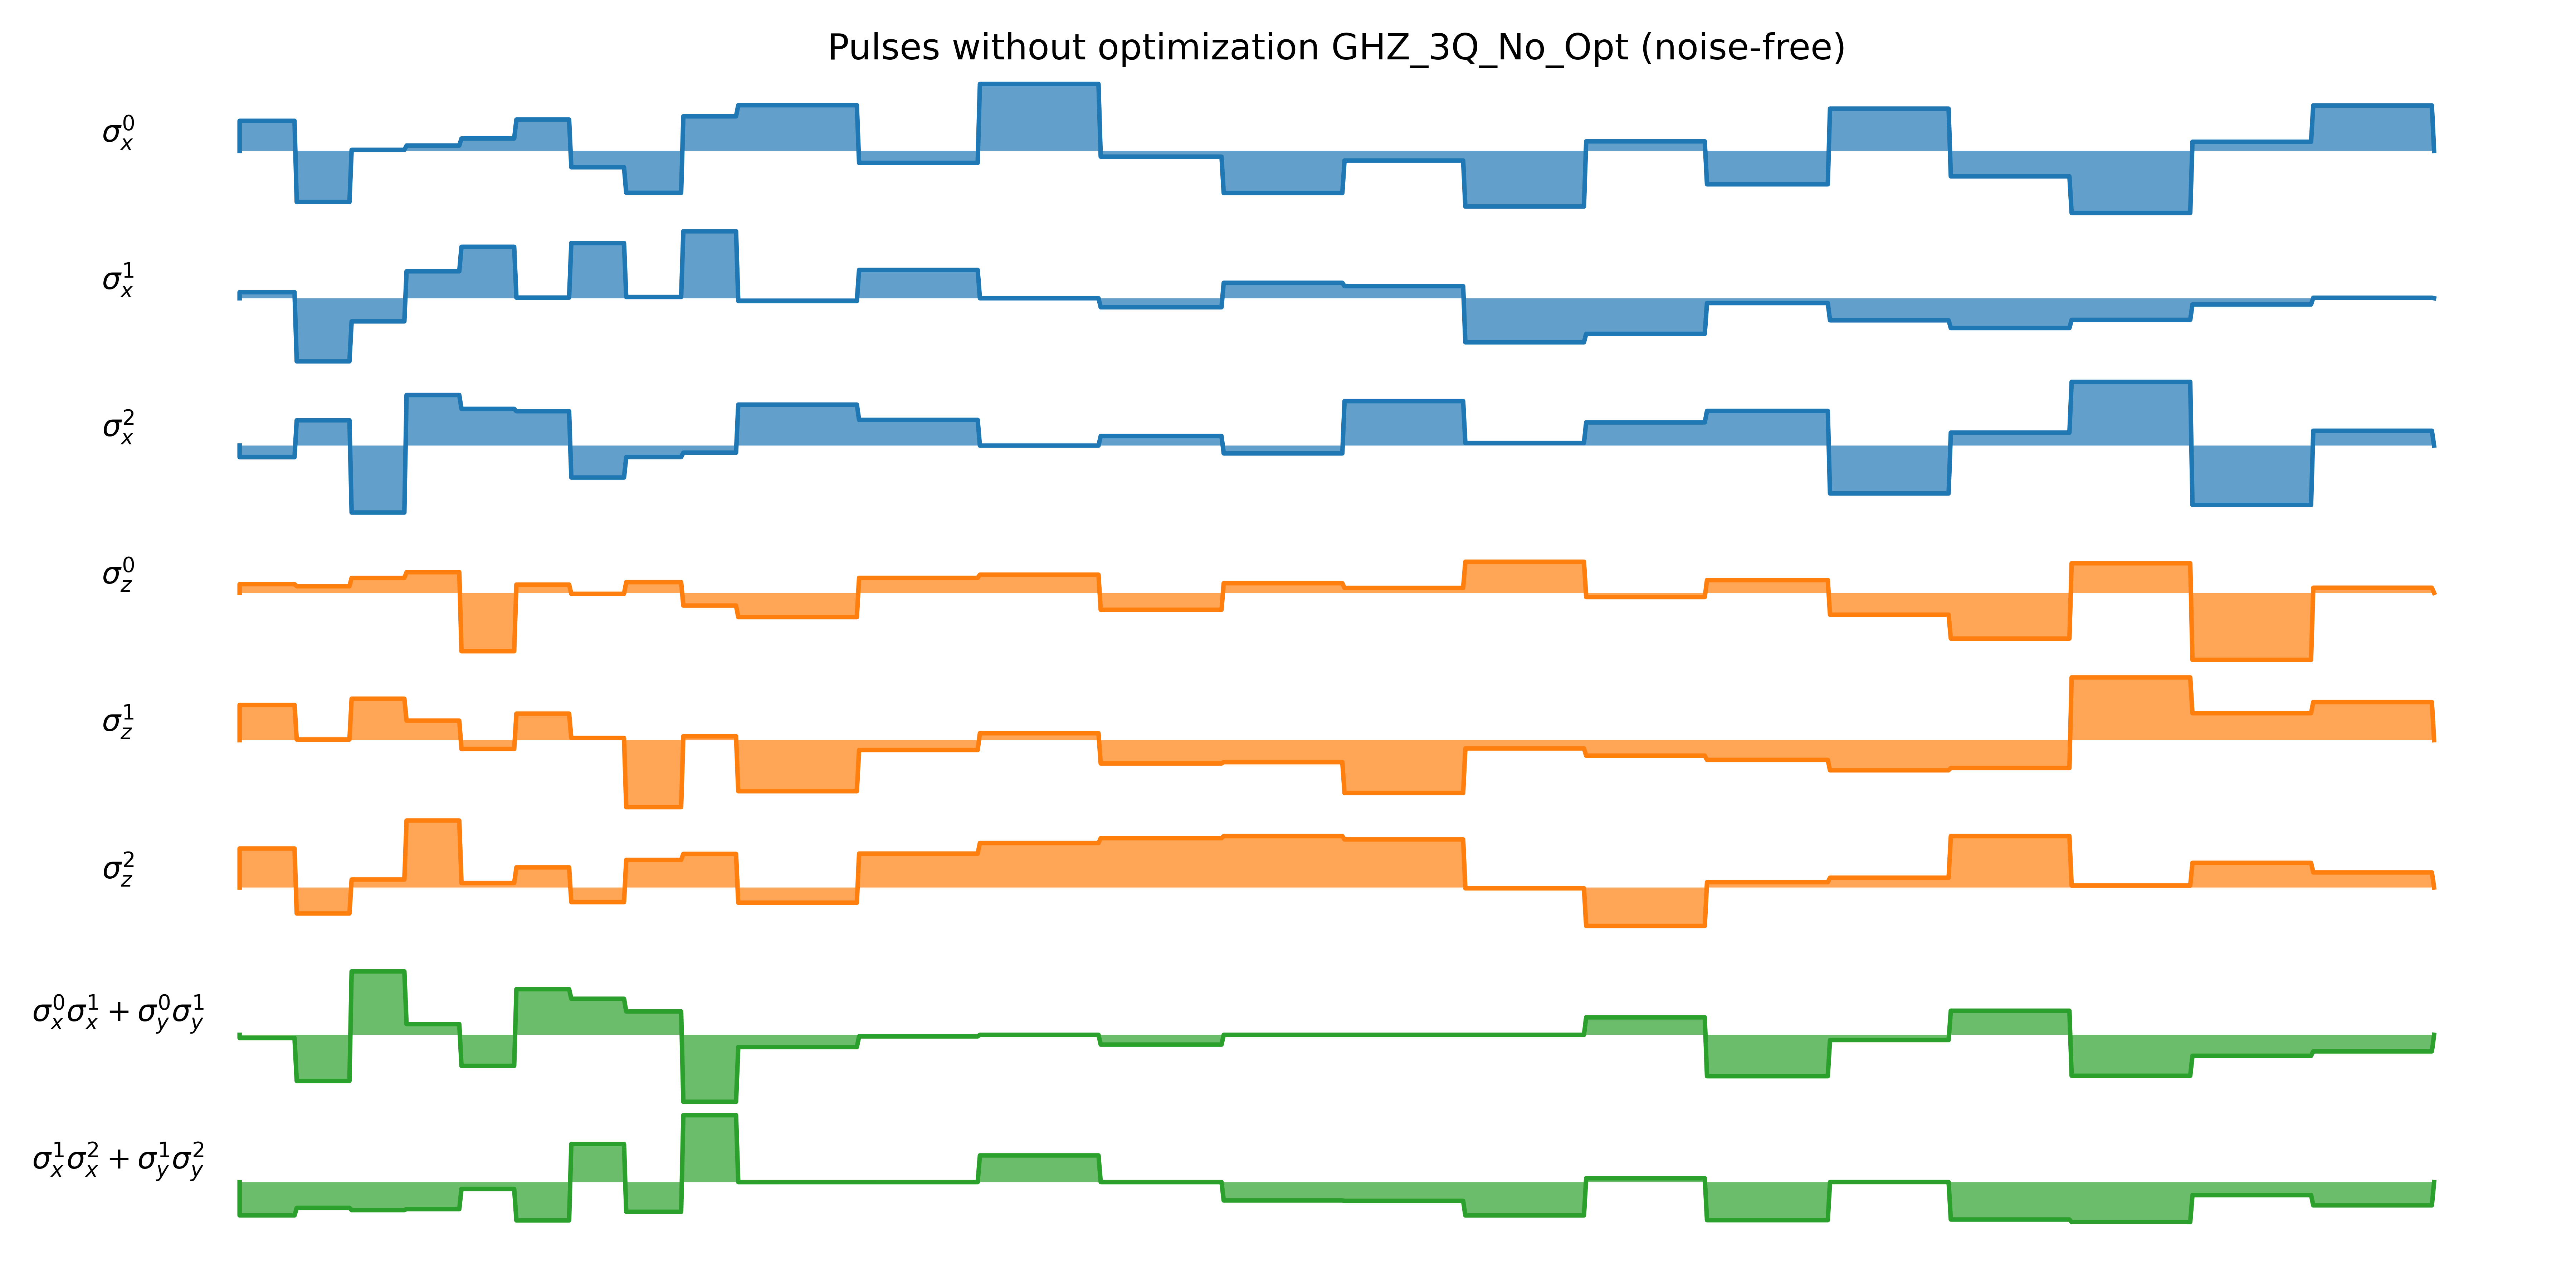 Pulses without optimization GHZ_3Q_No_Opt (noise-free)
σ_x^0
σ_x^1
σ_x^2
σ_z^0
σ_z^1
σ_z^2
σ_x^0σ_x^1 + σ_y^0σ_y^1
σ_x^1σ_x^2 + σ_y^1σ_y^2